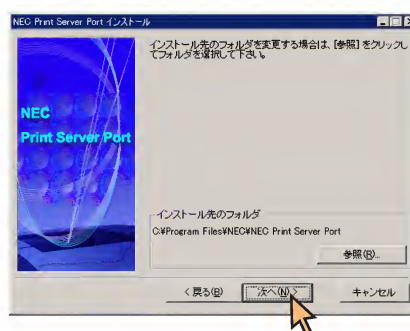 NEC Print Server Port インストール
インストール先のフォルダを変更する場合は、[参照] をクリックし
てフォルダを選択して下さい。
NEC
Print Server Port
インストール先のフォルダ
C:¥Program Files¥NEC¥NEC Print Server Port
参照(R)...
< 戻る(B)
次へ(N) >
キャンセル